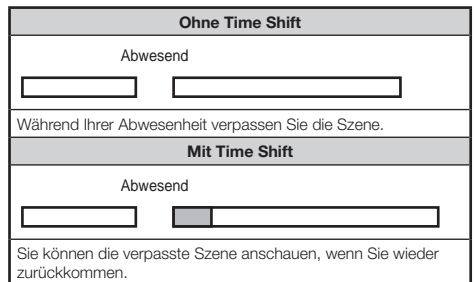 Ohne Time Shift
Abwesend
Während Ihrer Abwesenheit verpassen Sie die Szene.
Mit Time Shift
Abwesend
Sie können die verpasste Szene anschauen, wenn Sie wieder
zurückkommen.